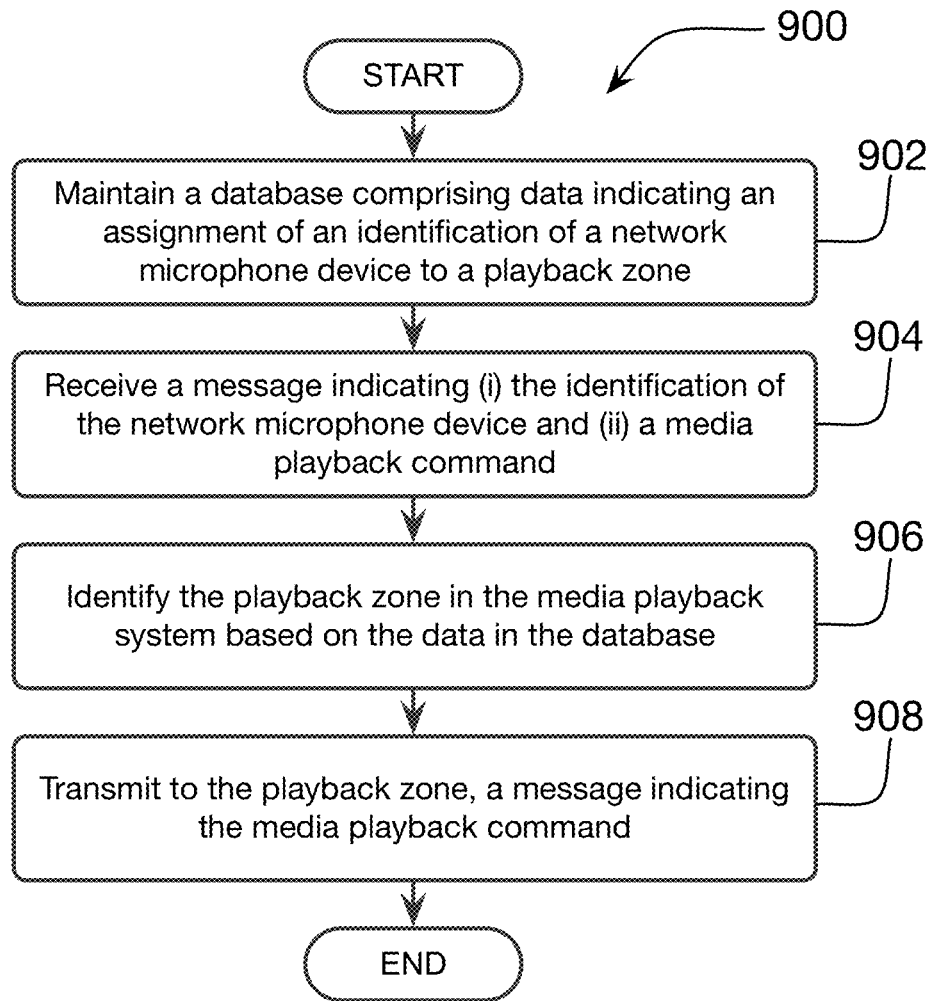 900
START
902
Maintain a database comprising data indicating an
assignment of an identification of a network
microphone device to a playback zone
904
Receive a message indicating (i) the identification of
the network microphone device and (ii) a media
playback command
906
Identify the playback zone in the media playback
system based on the data in the database
908
Transmit to the playback zone, a message indicating
the media playback command
END